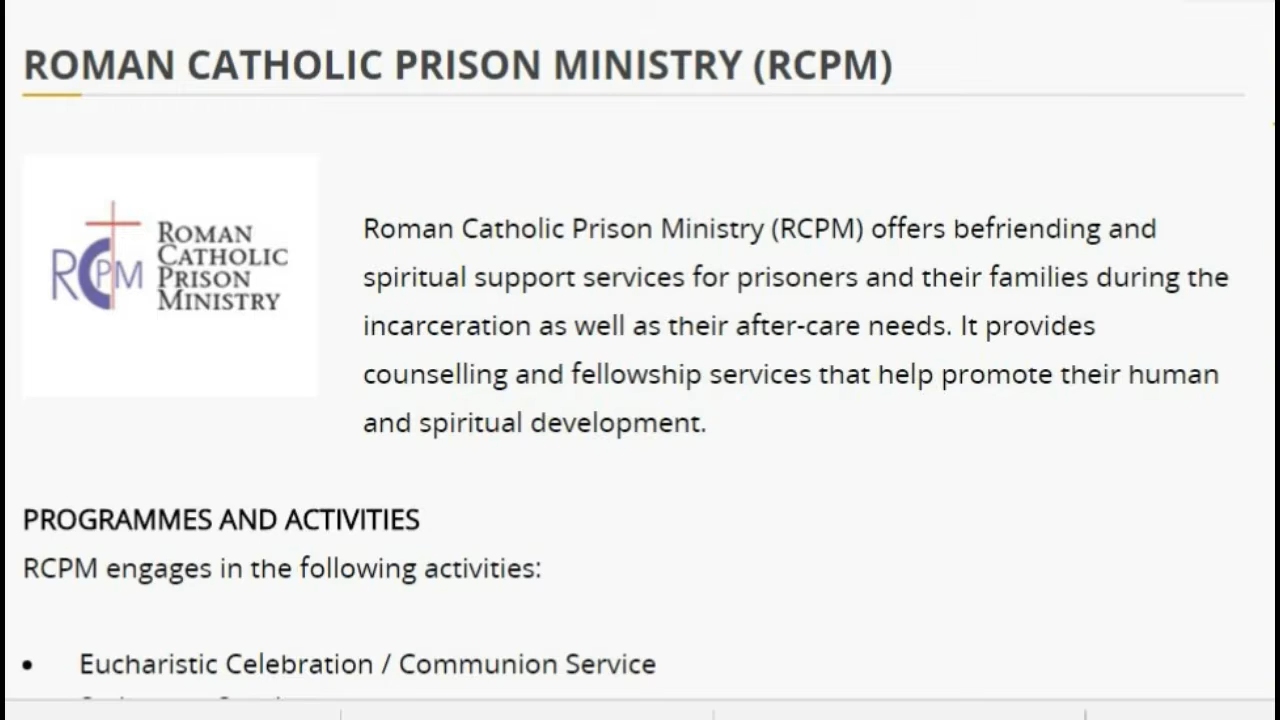 ROMAN CATHOLIC PRISON MINISTRY (RCPM)
RCPM
ROMAN
CATHOLIC
PRISON
MINISTRY
Roman Catholic Prison Ministry (RCPM) offers befriending and
spiritual support services for prisoners and their families during the
incarceration as well as their after-care needs. It provides
counselling and fellowship services that help promote their human
and spiritual development.
PROGRAMMES AND ACTIVITIES
RCPM engages in the following activities:
• Eucharistic Celebration / Communion Service